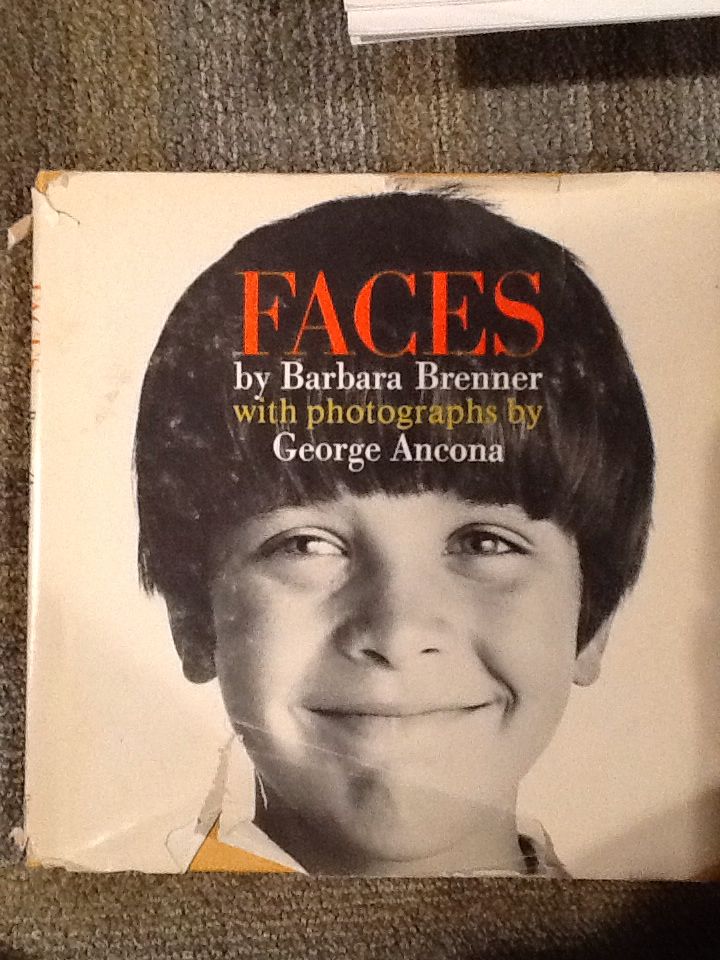 FACES
by Barbara Brenner
with photographs by
George Ancona